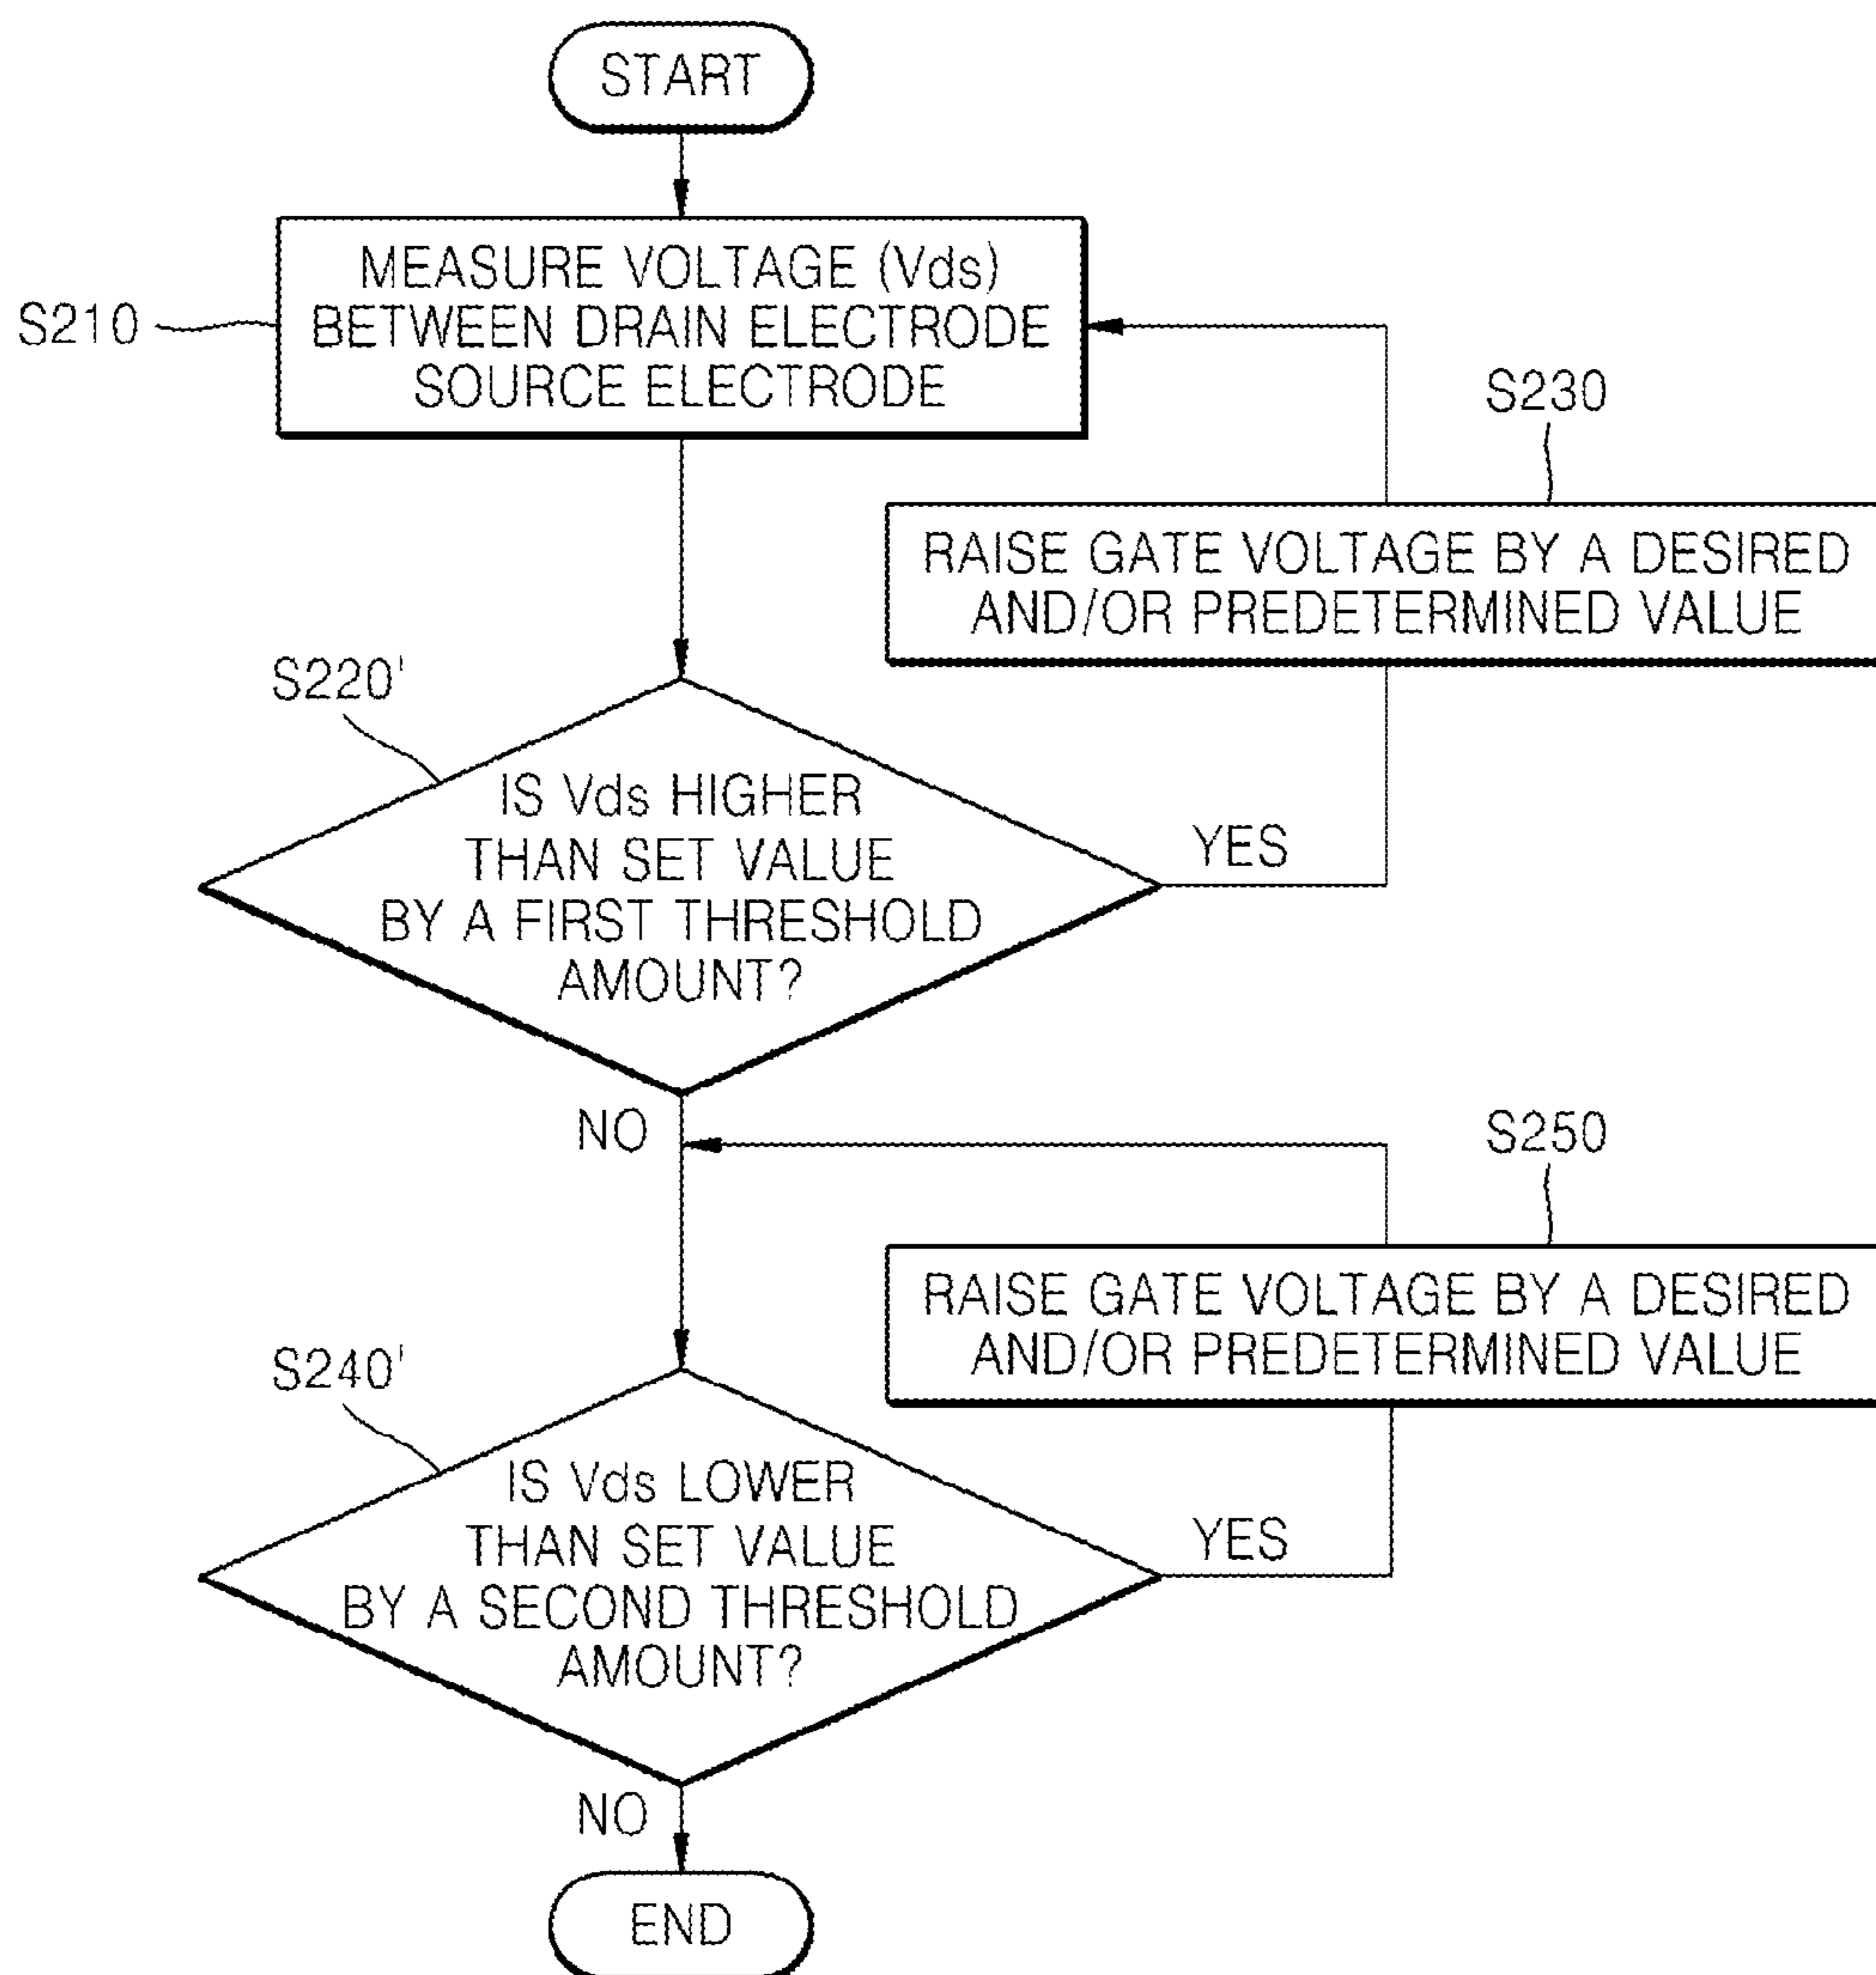 START
S210
MEASURE VOLTAGE (Vds)
BETWEEN DRAIN ELECTRODE
SOURCE ELECTRODE
S230
RAISE GATE VOLTAGE BY A DESIRED
AND/OR PREDETERMINED VALUE
S220'
IS Vds HIGHER
THAN SET VALUE
BY A FIRST THRESHOLD
AMOUNT?
YES
NO
S250
RAISE GATE VOLTAGE BY A DESIRED
AND/OR PREDETERMINED VALUE
S240'
IS Vds LOWER
THAN SET VALUE
BY A SECOND THRESHOLD
AMOUNT?
YES
NO
END